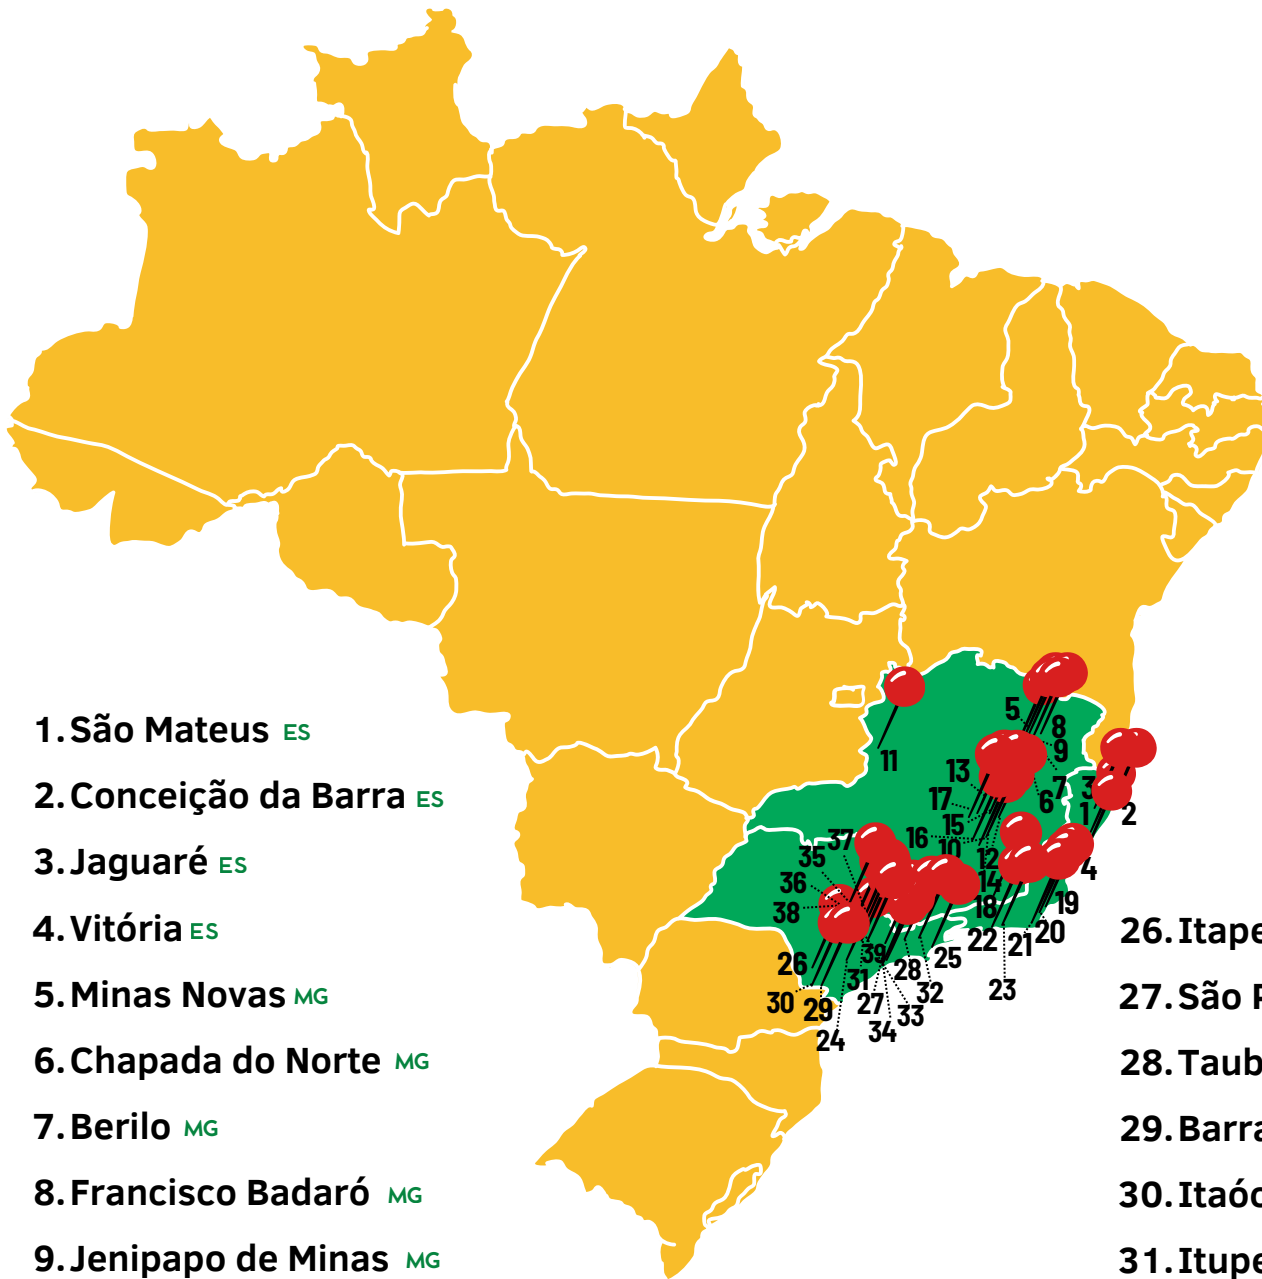 1. São Mateus ES
2. Conceição da Barra ES
3. Jaguaré ES
4. Vitória ES
5. Minas Novas MG
6. Chapada do Norte MG
7. Berilo MG
8. Francisco Badaró MG
9. Jenipapo de Minas MG
5
8
9
11
13
7
3
6
17
1
2
15
37
16
10
12
35
4
36
14
38
18
19
20
22
21
39
25
26
28
31
23
32
30
27
29
33
34
24
26. Itape
27. São
28. Taub
29. Barra
30. Itaóc
31. Itupe